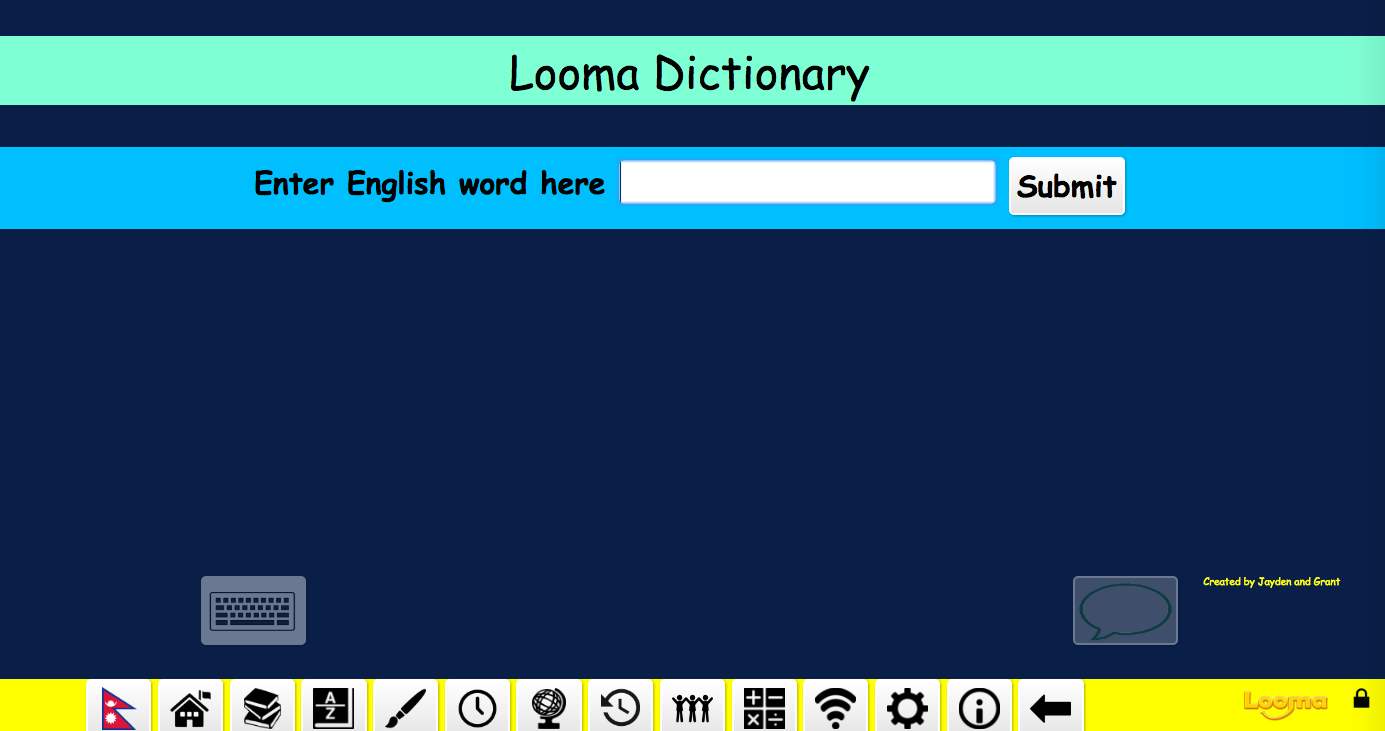 Looma Dictionary
Enter English word here
Submit
Created by Jayden and Grant
A
Z
Looma